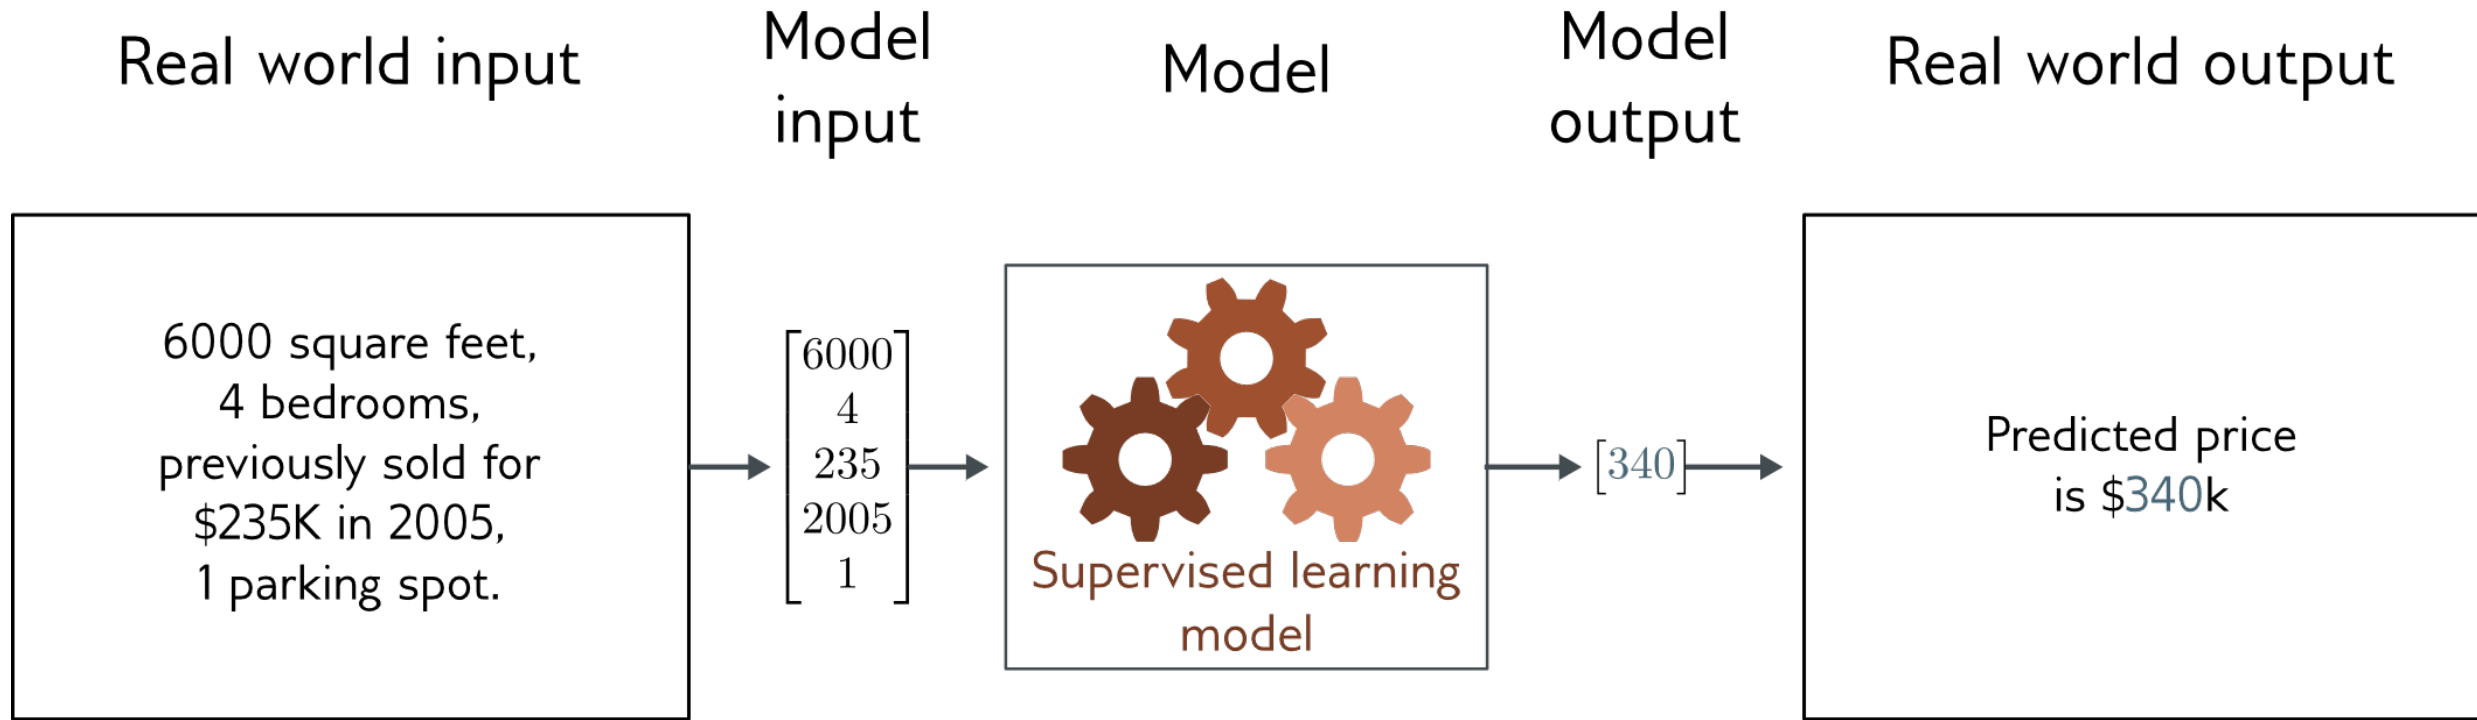 Real world input
Model
input
Model
Model
output
Real world output
6000 square feet,
4 bedrooms,
previously sold for
$235K in 2005,
1 parking spot.
6000
4
235
2005
1
Supervised learning
model
[340]
Predicted price
is $340k